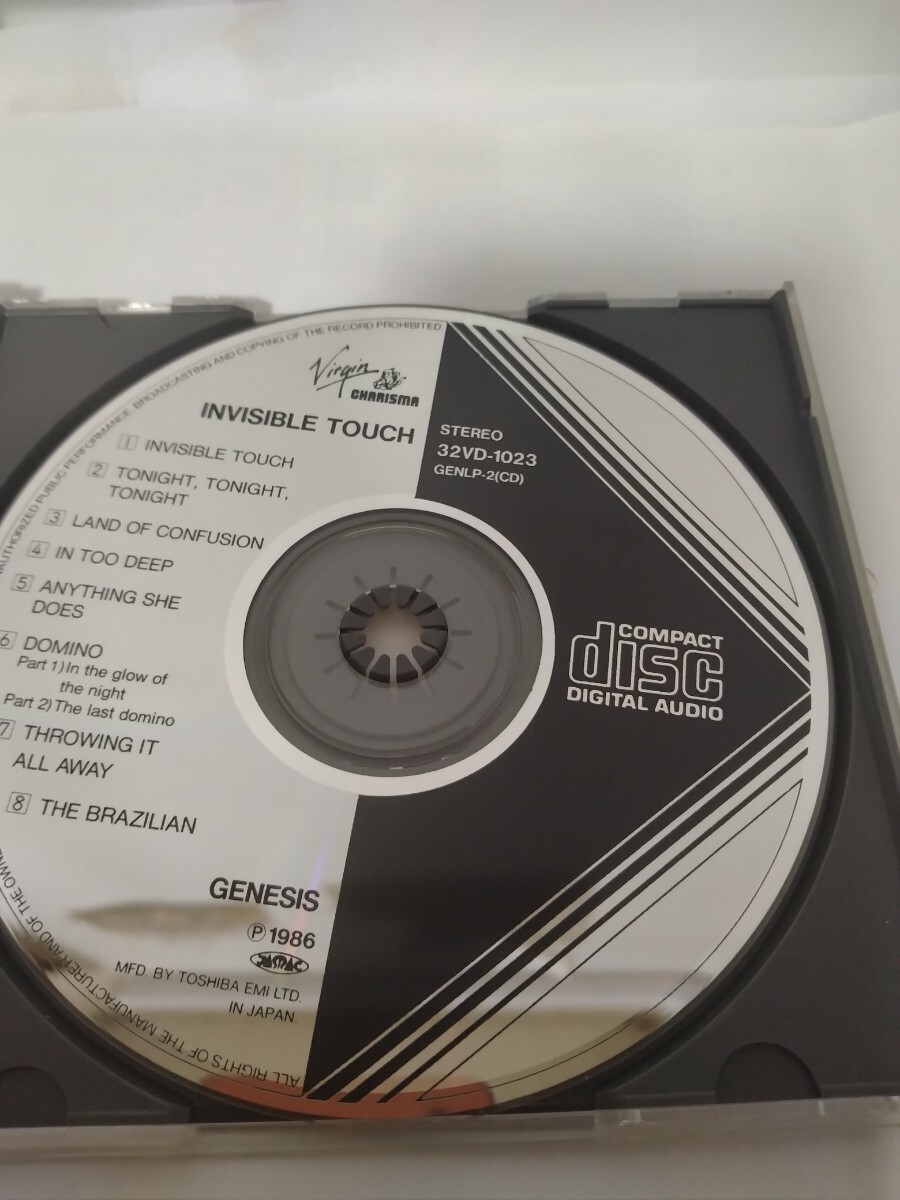 UNAUTHORIZED PUBLIC PERFORMANCE, BROADCASTING AND COPYING OF THE RECORD PROHIBITED
Virgin
CHARISMA
INVISIBLE TOUCH
1 INVISIBLE TOUCH
2 TONIGHT, TONIGHT,
TONIGHT
3 LAND OF CONFUSION
4 IN TOO DEEP
5 ANYTHING SHE
DOES
6 DOMINO
Part 1) In the glow of
the night
Part 2) The last domino
7 THROWING IT
ALL AWAY
8 THE BRAZILIAN
GENESIS
Ⓟ1986
JASRAC
MFD. BY TOSHIBA EMI LTD.
IN JAPAN.
STEREO
32VD-1023
GENLP-2(CD)
COMPACT
disc
DIGITAL AUDIO
ALL RIGHTS OF THE MANUFACTURER AND OF THE